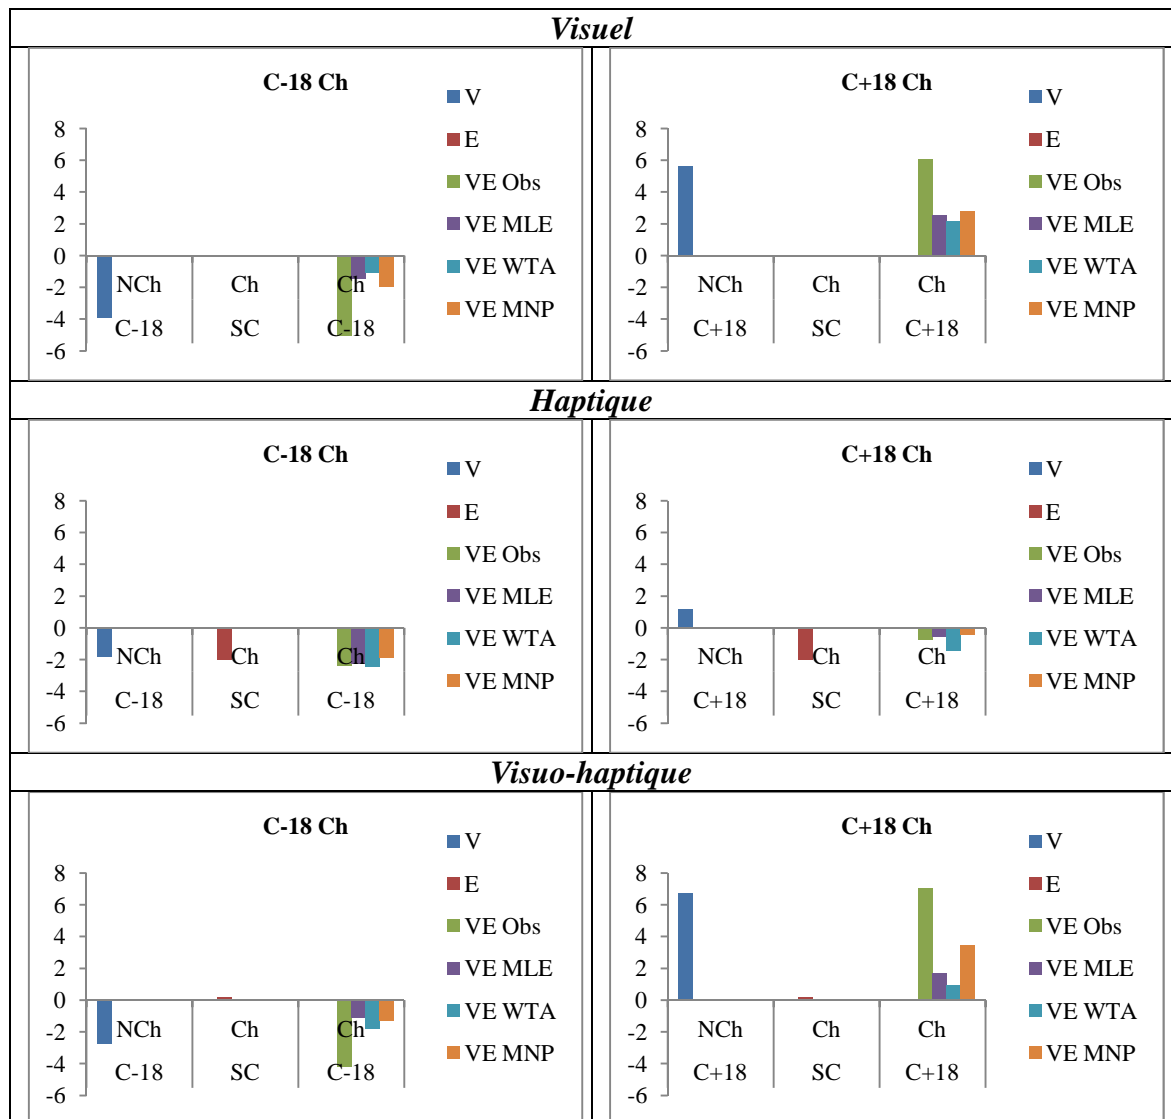 Visuel
C-18 Ch
V
E
VE Obs
VE MLE
VE WTA
VE MNP
8
6
4
2
0
-2
-4
-6
NCh Ch Ch
C-18 SC C-18
C+18 Ch
V
E
VE Obs
VE MLE
VE WTA
VE MNP
8
6
4
2
0
-2
-4
-6
NCh Ch Ch
C+18 SC C+18
Haptique
C-18 Ch
V
E
VE Obs
VE MLE
VE WTA
VE MNP
8
6
4
2
0
-2
-4
-6
NCh Ch Ch
C-18 SC C-18
C+18 Ch
V
E
VE Obs
VE MLE
VE WTA
VE MNP
8
6
4
2
0
-2
-4
-6
NCh Ch Ch
C+18 SC C+18
Visuo-haptique
C-18 Ch
V
E
VE Obs
VE MLE
VE WTA
VE MNP
8
6
4
2
0
-2
-4
-6
NCh Ch Ch
C-18 SC C-18
C+18 Ch
V
E
VE Obs
VE MLE
VE WTA
VE MNP
8
6
4
2
0
-2
-4
-6
NCh Ch Ch
C+18 SC C+18